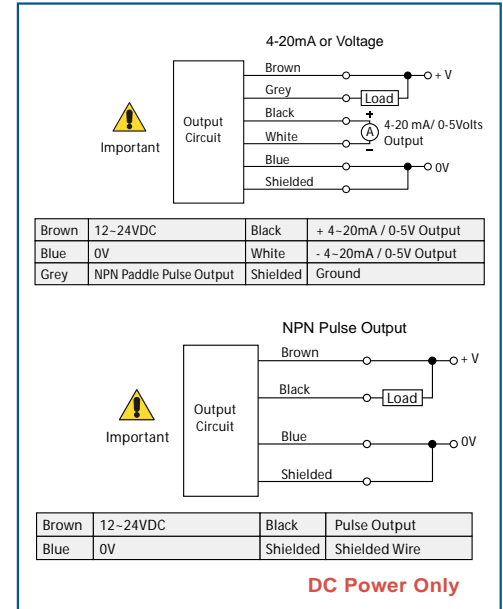 4-20mA or Voltage
Brown
+ V
Grey
Load
Black
+
Output
Circuit
A
4-20 mA/ 0-5Volts
Output
Important
White
−
Blue
0V
Shielded
Brown 12~24VDC Black + 4~20mA / 0-5V Output
Blue 0V White - 4~20mA / 0-5V Output
Grey NPN Paddle Pulse Output Shielded Ground
NPN Pulse Output
Brown
+ V
Black
Load
Output
Circuit
Important
Blue
0V
Shielded
Brown 12~24VDC Black Pulse Output
Blue 0V Shielded Shielded Wire
DC Power Only